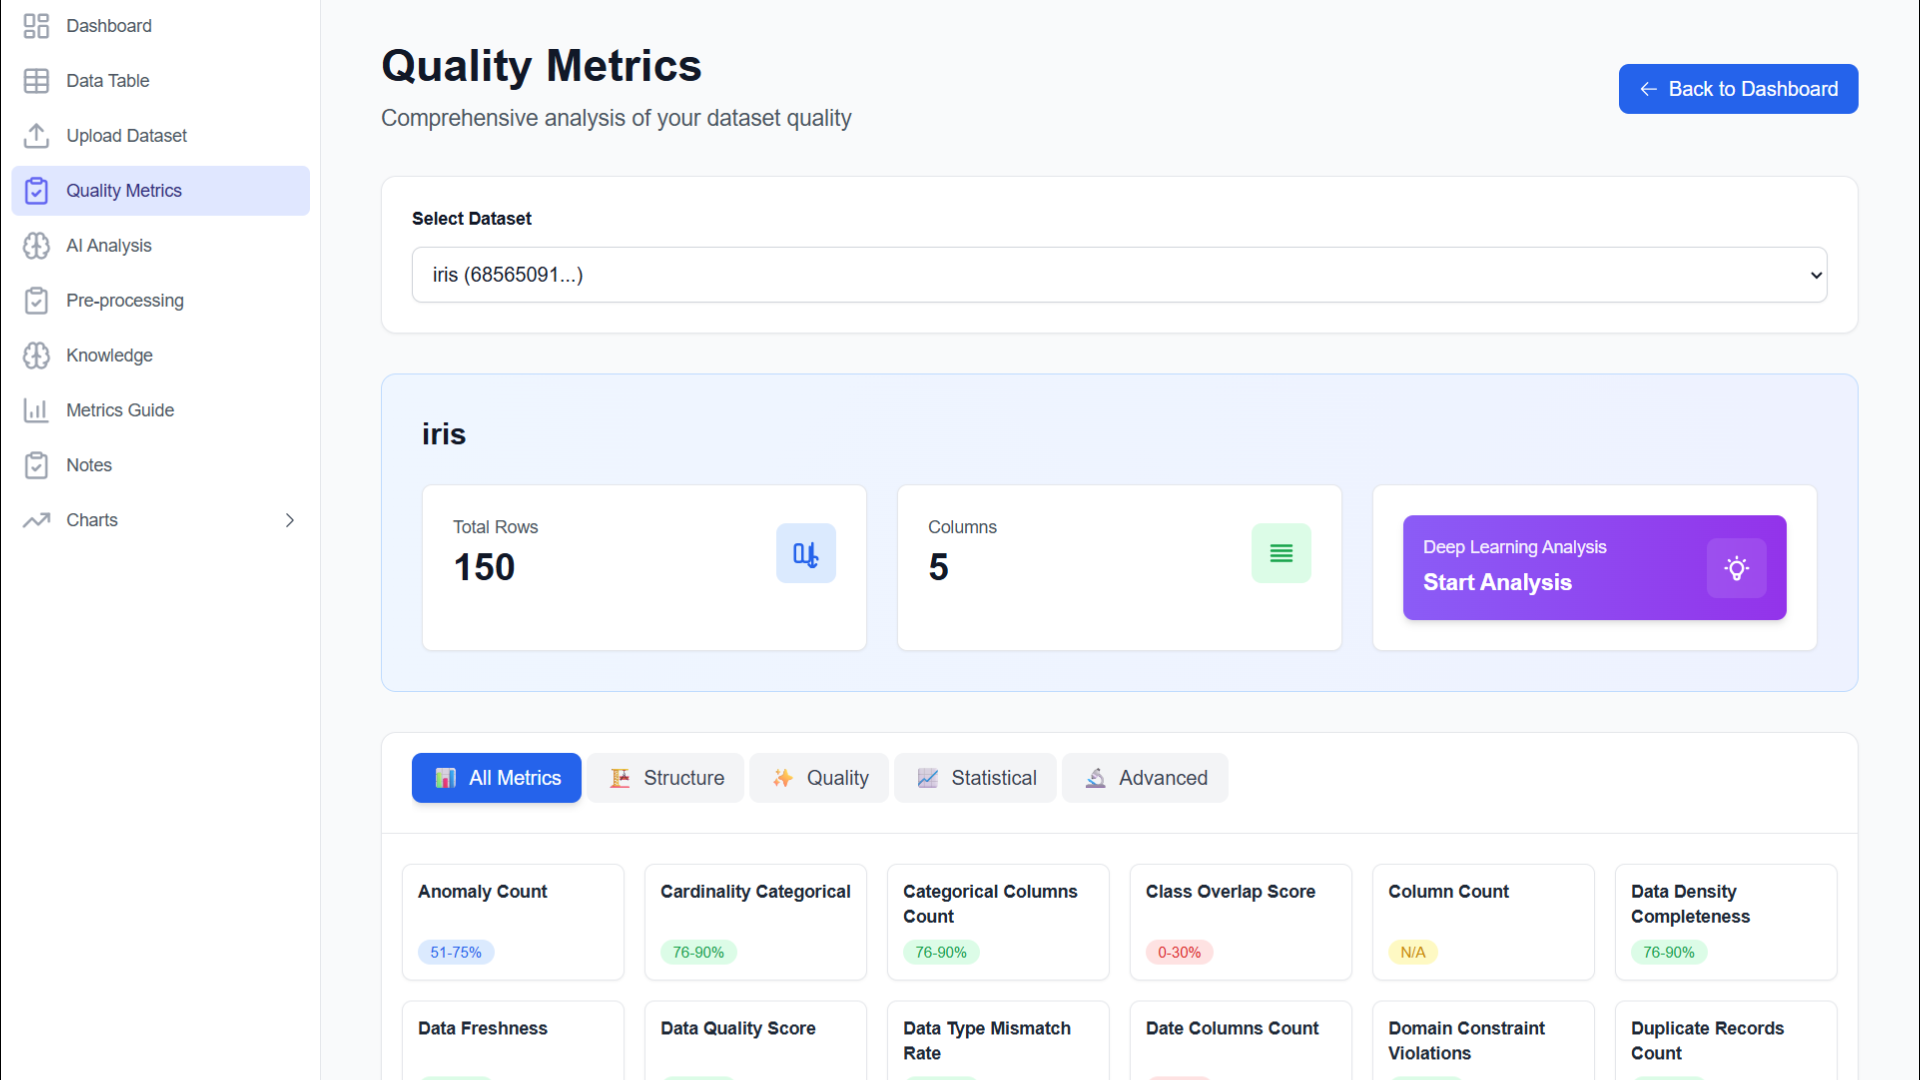 Dashboard
Data Table
Upload Dataset
Quality Metrics
AI Analysis
Pre-processing
Knowledge
Metrics Guide
Notes
Charts
Quality Metrics
Comprehensive analysis of your dataset quality
← Back to Dashboard
Select Dataset
iris (68565091...)
iris
Total Rows
150
Columns
5
Deep Learning Analysis
Start Analysis
All Metrics
Structure
Quality
Statistical
Advanced
Anomaly Count
51-75%
Cardinality Categorical
76-90%
Categorical Columns
Count
76-90%
Class Overlap Score
0-30%
Column Count
N/A
Data Density
Completeness
76-90%
Data Freshness
Data Quality Score
Data Type Mismatch
Rate
Date Columns Count
Domain Constraint
Violations
Duplicate Records
Count